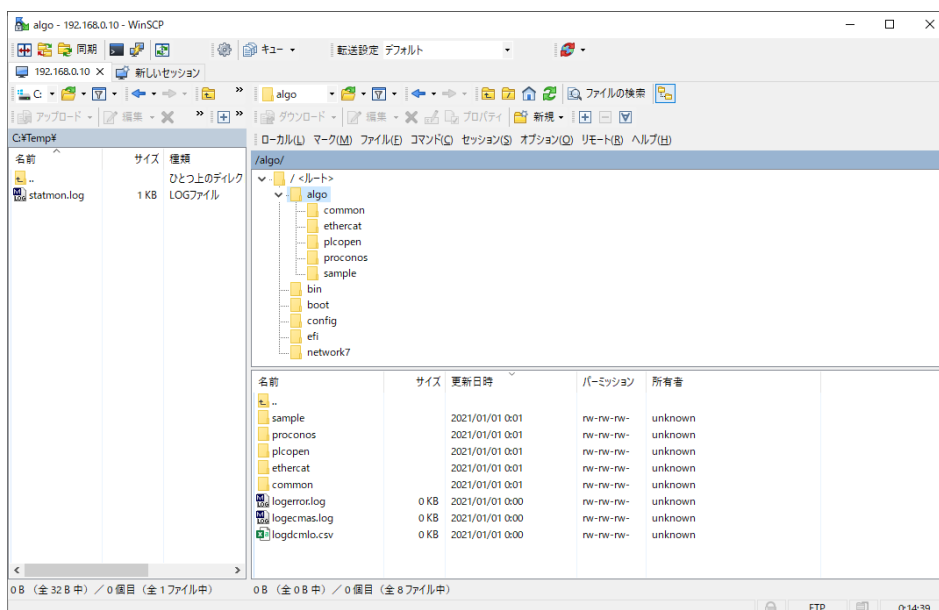 algo - 192.168.0.10 - WinSCP
同期 キュー 転送設定 デフォルト
192.168.0.10 × 新しいセッション
C: » algo ファイルの検索
アップロード 編集 » » ダウンロード 編集 プロパティ 新規
C:¥Temp¥ ローカル(L) マーク(M) ファイル(F) コマンド(C) セッション(S) オプション(O) リモート(R) ヘルプ(H)
名前 サイズ 種類 /algo/
.. ひとつ上のディレク
statmon.log 1 KB LOGファイル
/ <ルート>
algo
common
ethercat
plcopen
proconos
sample
bin
boot
config
efi
network7
名前 サイズ 更新日時 パーミッション 所有者
..
sample 2021/01/01 0:01 rw-rw-rw- unknown
proconos 2021/01/01 0:01 rw-rw-rw- unknown
plcopen 2021/01/01 0:01 rw-rw-rw- unknown
ethercat 2021/01/01 0:01 rw-rw-rw- unknown
common 2021/01/01 0:01 rw-rw-rw- unknown
logerror.log 0 KB 2021/01/01 0:00 rw-rw-rw- unknown
logecmas.log 0 KB 2021/01/01 0:00 rw-rw-rw- unknown
logdcmlo.csv 0 KB 2021/01/01 0:00 rw-rw-rw- unknown
0 B （全 32 B 中）／ 0 個目（全 1 ファイル中） 0 B （全 0 B 中）／ 0 個目（全 8 ファイル中）
FTP 0:14:39